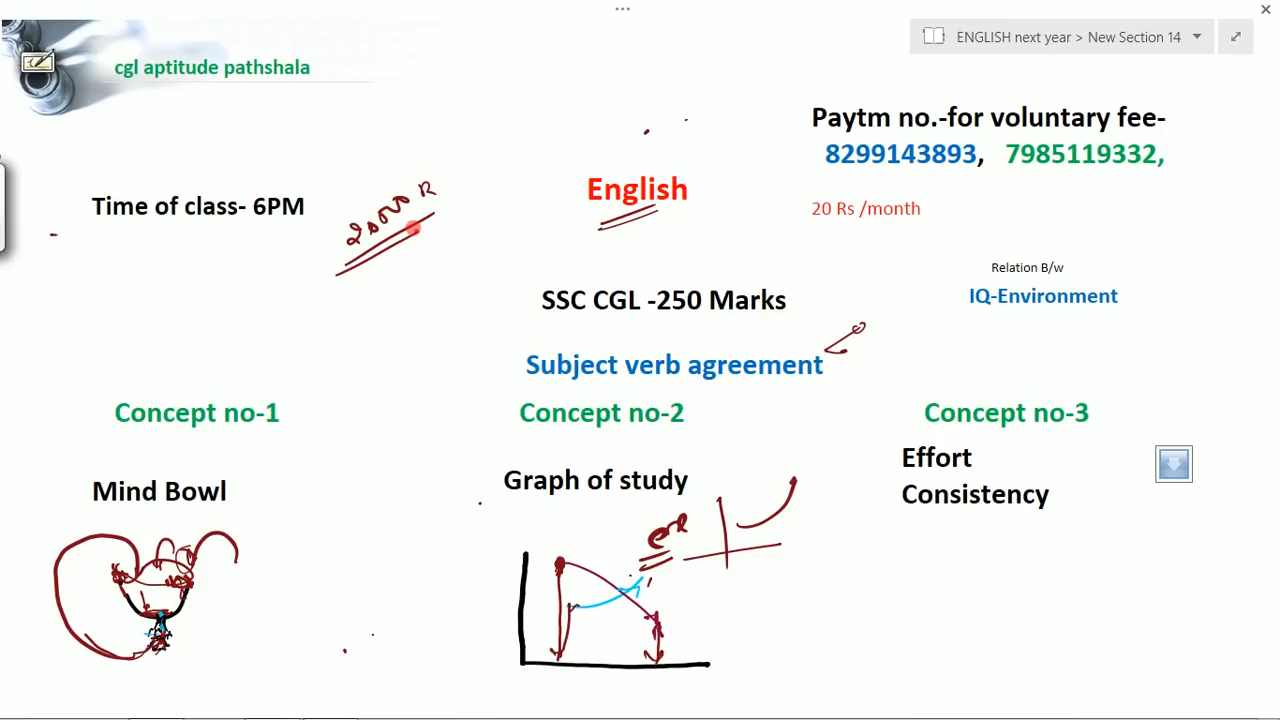 ENGLISH next year > New Section 14
cgl aptitude pathshala
Paytm no.-for voluntary fee-
8299143893, 7985119332,
Time of class- 6PM
English
20 Rs /month
Relation B/w
IQ-Environment
SSC CGL -250 Marks
Subject verb agreement
Concept no-1
Concept no-2
Concept no-3
Mind Bowl
Graph of study
Effort
Consistency